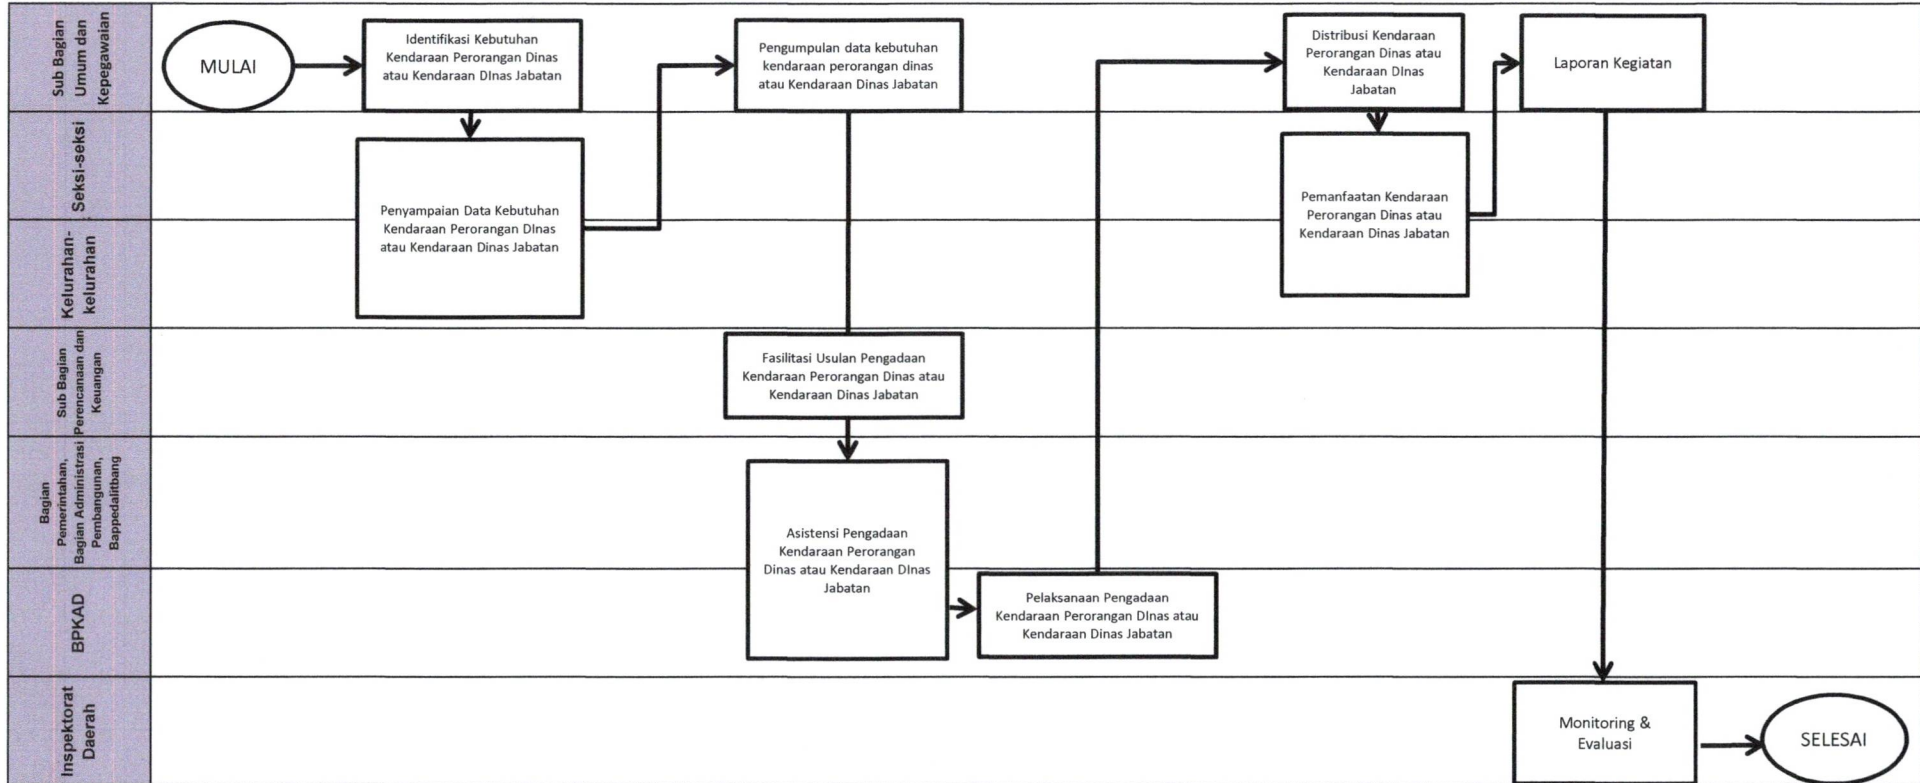 Sub Bagian
Umum dan
Kepegawaian
MULAI
Identifikasi Kebutuhan
Kendaraan Perorangan Dinas
atau Kendaraan DInas Jabatan
Pengumpulan data kebutuhan
kendaraan perorangan dinas
atau Kendaraan Dinas Jabatan
Distribusi Kendaraan
Perorangan Dinas atau
Kendaraan DInas
Jabatan
Laporan Kegiatan
Seksi-seksi
Penyampaian Data Kebutuhan
Kendaraan Perorangan DInas
atau Kendaraan Dinas Jabatan
Pemanfaatan Kendaraan
Perorangan Dinas atau
Kendaraan Dinas Jabatan
Kelurahan-
kelurahan
Sub Bagian
Perencanaan dan
Keuangan
Fasilitasi Usulan Pengadaan
Kendaraan Perorangan Dinas atau
Kendaraan Dinas Jabatan
Bagian
Pemerintahan,
Bagian Administrasi
Pembangunan,
Bappedalitbang
Asistensi Pengadaan
Kendaraan Perorangan
Dinas atau Kendaraan DInas
Jabatan
BPKAD
Pelaksanaan Pengadaan
Kendaraan Perorangan DInas atau
Kendaraan Dinas Jabatan
Inspektorat
Daerah
Monitoring &
Evaluasi
SELESAI